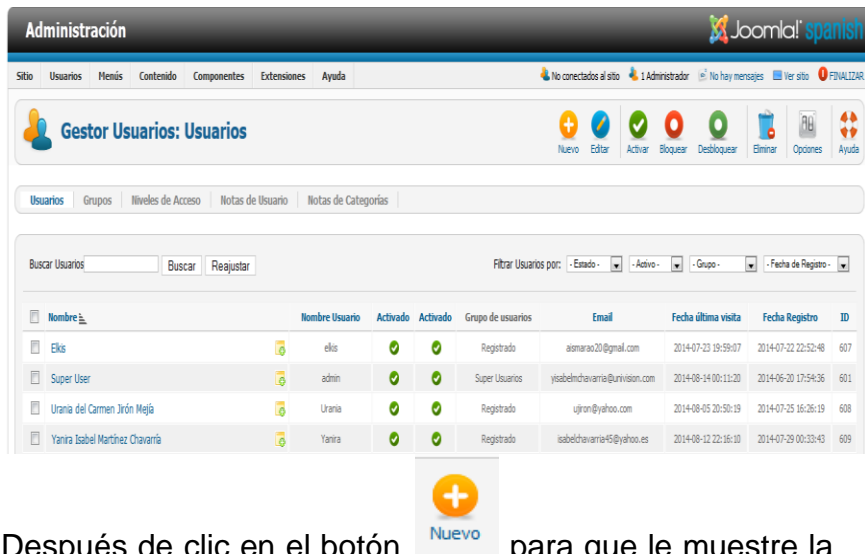 Administración
Joomla! spanish
Sitio Usuarios Menús Contenido Componentes Extensiones Ayuda No conectados al sitio 1 Administrador No hay mensajes Ver sitio FINALIZAR
Gestor Usuarios: Usuarios
Nuevo Editar Activar Bloquear Desbloquear Eliminar Opciones Ayuda
Usuarios Grupos Niveles de Acceso Notas de Usuario Notas de Categorías
Buscar Usuarios Buscar Reajustar Filtrar Usuarios por: - Estado - - Activo - - Grupo - - Fecha de Registro -
Nombre Nombre Usuario Activado Activado Grupo de usuarios Email Fecha última visita Fecha Registro ID
Elkis elkis Registrado aismarao20@gmail.com 2014-07-23 19:59:07 2014-07-22 22:52:48 607
Super User admin Super Usuarios yisabelmchavarria@univision.com 2014-08-14 00:11:20 2014-06-20 17:54:36 601
Urania del Carmen Jirón Mejía Urania Registrado ujiron@yahoo.com 2014-08-05 20:50:19 2014-07-25 16:26:19 608
Yanira Isabel Martínez Chavarría Yanira Registrado isabelchavarria45@yahoo.es 2014-08-12 22:16:10 2014-07-29 00:33:43 609
Después de clic en el botón Nuevo para que le muestre la